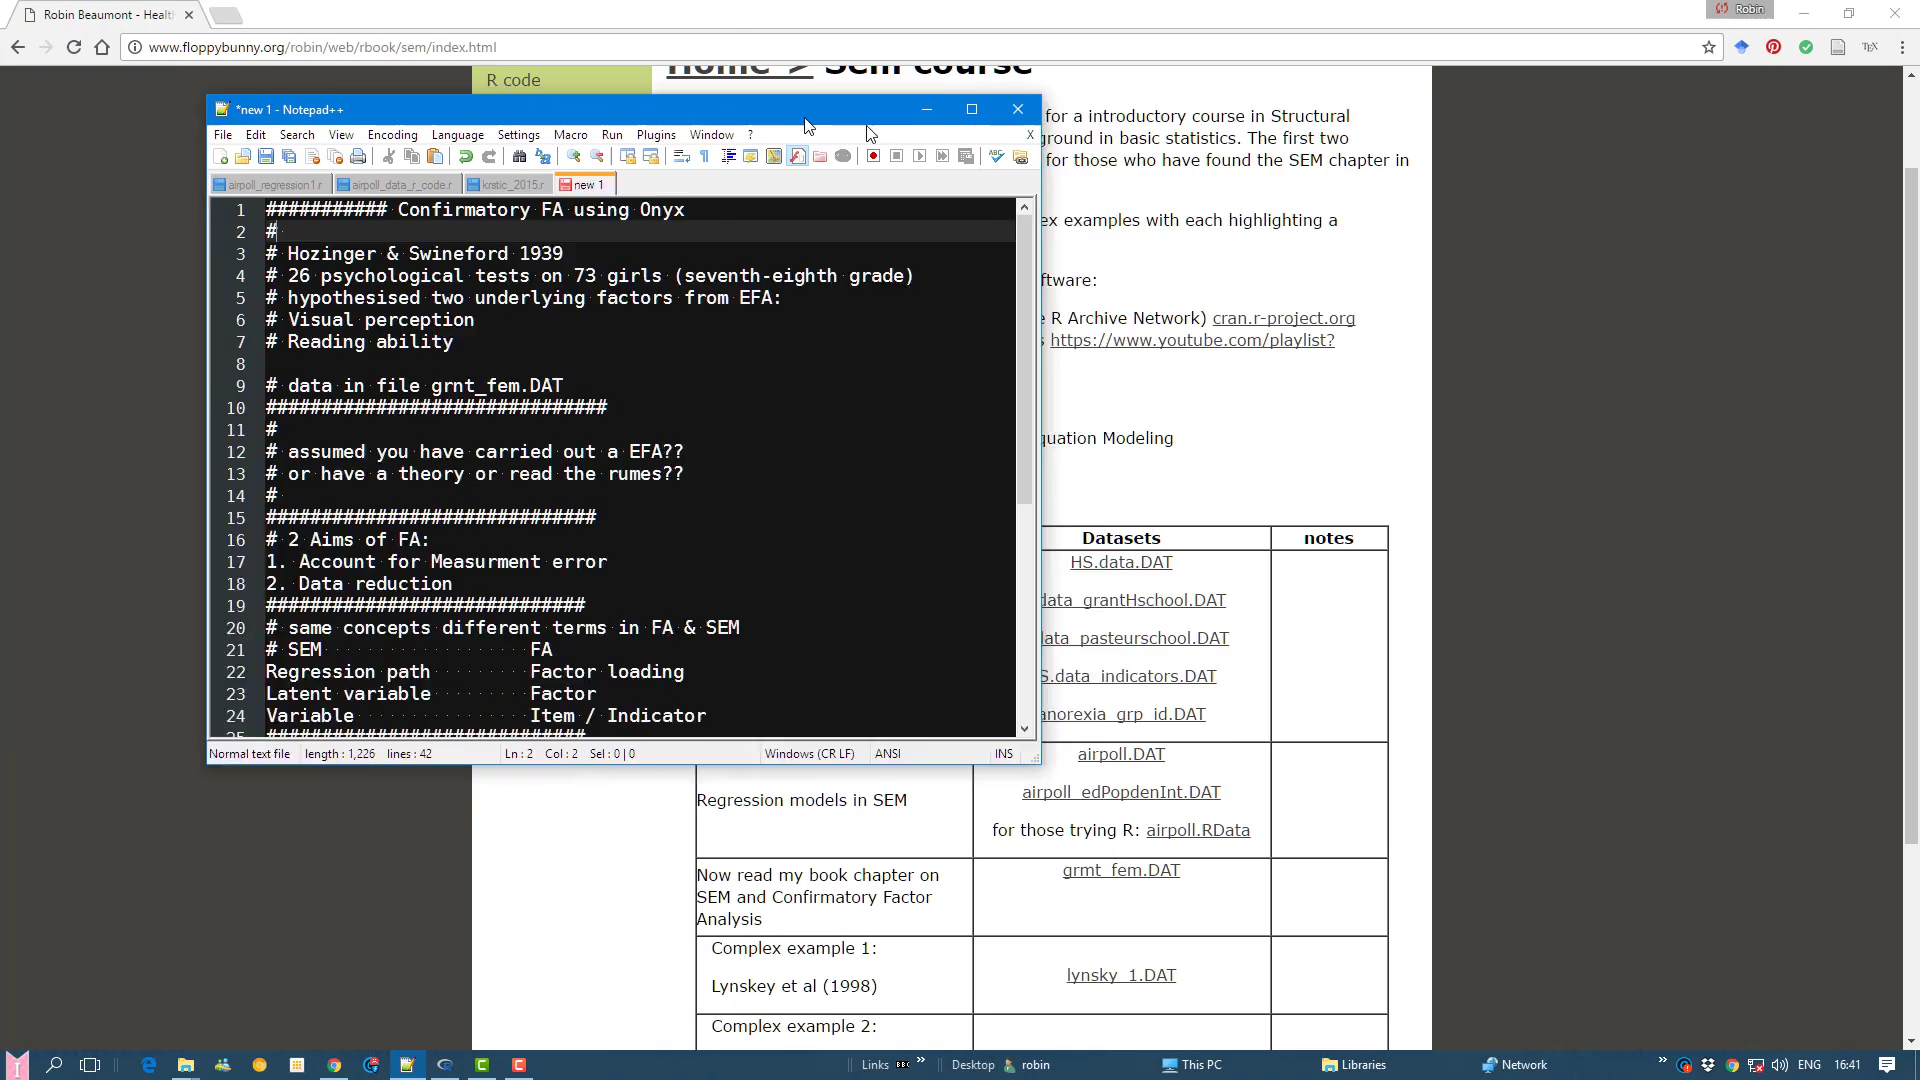 Robin Beaumont - Healt
Robin
www.floppybunny.org/robin/web/rbook/sem/index.html
TEX
R code
Home > Sem course
*new 1 - Notepad++
File Edit Search View Encoding Language Settings Macro Run Plugins Window ? X
airpoll_regression1.r airpoll_data_r_code.r krstic_2015.r new 1
1 ########### Confirmatory FA using Onyx
2 #
3 # Hozinger & Swineford 1939
4 # 26 psychological tests on 73 girls (seventh-eighth grade)
5 # hypothesised two underlying factors from EFA:
6 # Visual perception
7 # Reading ability
8
9 # data in file grnt_fem.DAT
10 ###############################
11 #
12 # assumed you have carried out a EFA??
13 # or have a theory or read the rumes??
14 #
15 ##############################
16 # 2 Aims of FA:
17 1. Account for Measurment error
18 2. Data reduction
19 #############################
20 # same concepts different terms in FA & SEM
21 # SEM FA
22 Regression path Factor loading
23 Latent variable Factor
24 Variable Item / Indicator
25 #############################
Normal text file length : 1,226 lines : 42 Ln : 2 Col : 2 Sel : 0 | 0 Windows (CR LF) ANSI INS
for a introductory course in Structural
ground in basic statistics. The first two
for those who have found the SEM chapter in
ex examples with each highlighting a
ftware:
e R Archive Network) cran.r-project.org
s https://www.youtube.com/playlist?
quation Modeling
Datasets notes
HS.data.DAT
data_grantHschool.DAT
data_pasteurschool.DAT
S.data_indicators.DAT
anorexia_grp_id.DAT
airpoll.DAT
Regression models in SEM
airpoll_edPopdenInt.DAT
for those trying R: airpoll.RData
Now read my book chapter on
SEM and Confirmatory Factor
Analysis
grmt_fem.DAT
Complex example 1:
Lynskey et al (1998)
lynsky_1.DAT
Complex example 2:
Links BBC » Desktop robin This PC Libraries Network » ENG 16:41